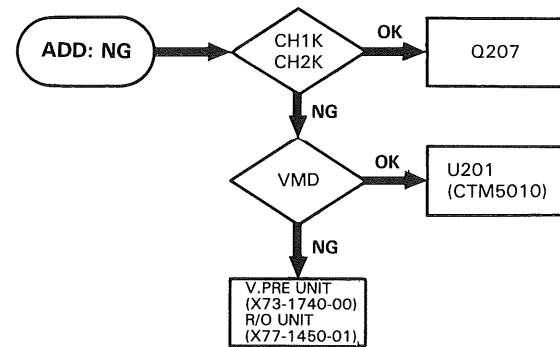 ADD: NG
CH1K
CH2K
OK
Q207
NG
VMD
OK
U201
(CTM5010)
NG
V.PRE UNIT
(X73-1740-00)
R/O UNIT
(X77-1450-01)